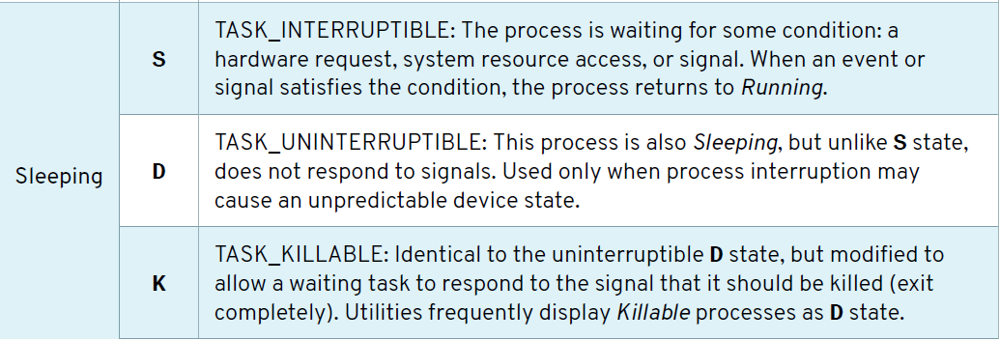 Sleeping
S
TASK_INTERRUPTIBLE: The process is waiting for some condition: a
hardware request, system resource access, or signal. When an event or
signal satisfies the condition, the process returns to Running.
D
TASK_UNINTERRUPTIBLE: This process is also Sleeping, but unlike S state,
does not respond to signals. Used only when process interruption may
cause an unpredictable device state.
K
TASK_KILLABLE: Identical to the uninterruptible D state, but modified to
allow a waiting task to respond to the signal that it should be killed (exit
completely). Utilities frequently display Killable processes as D state.